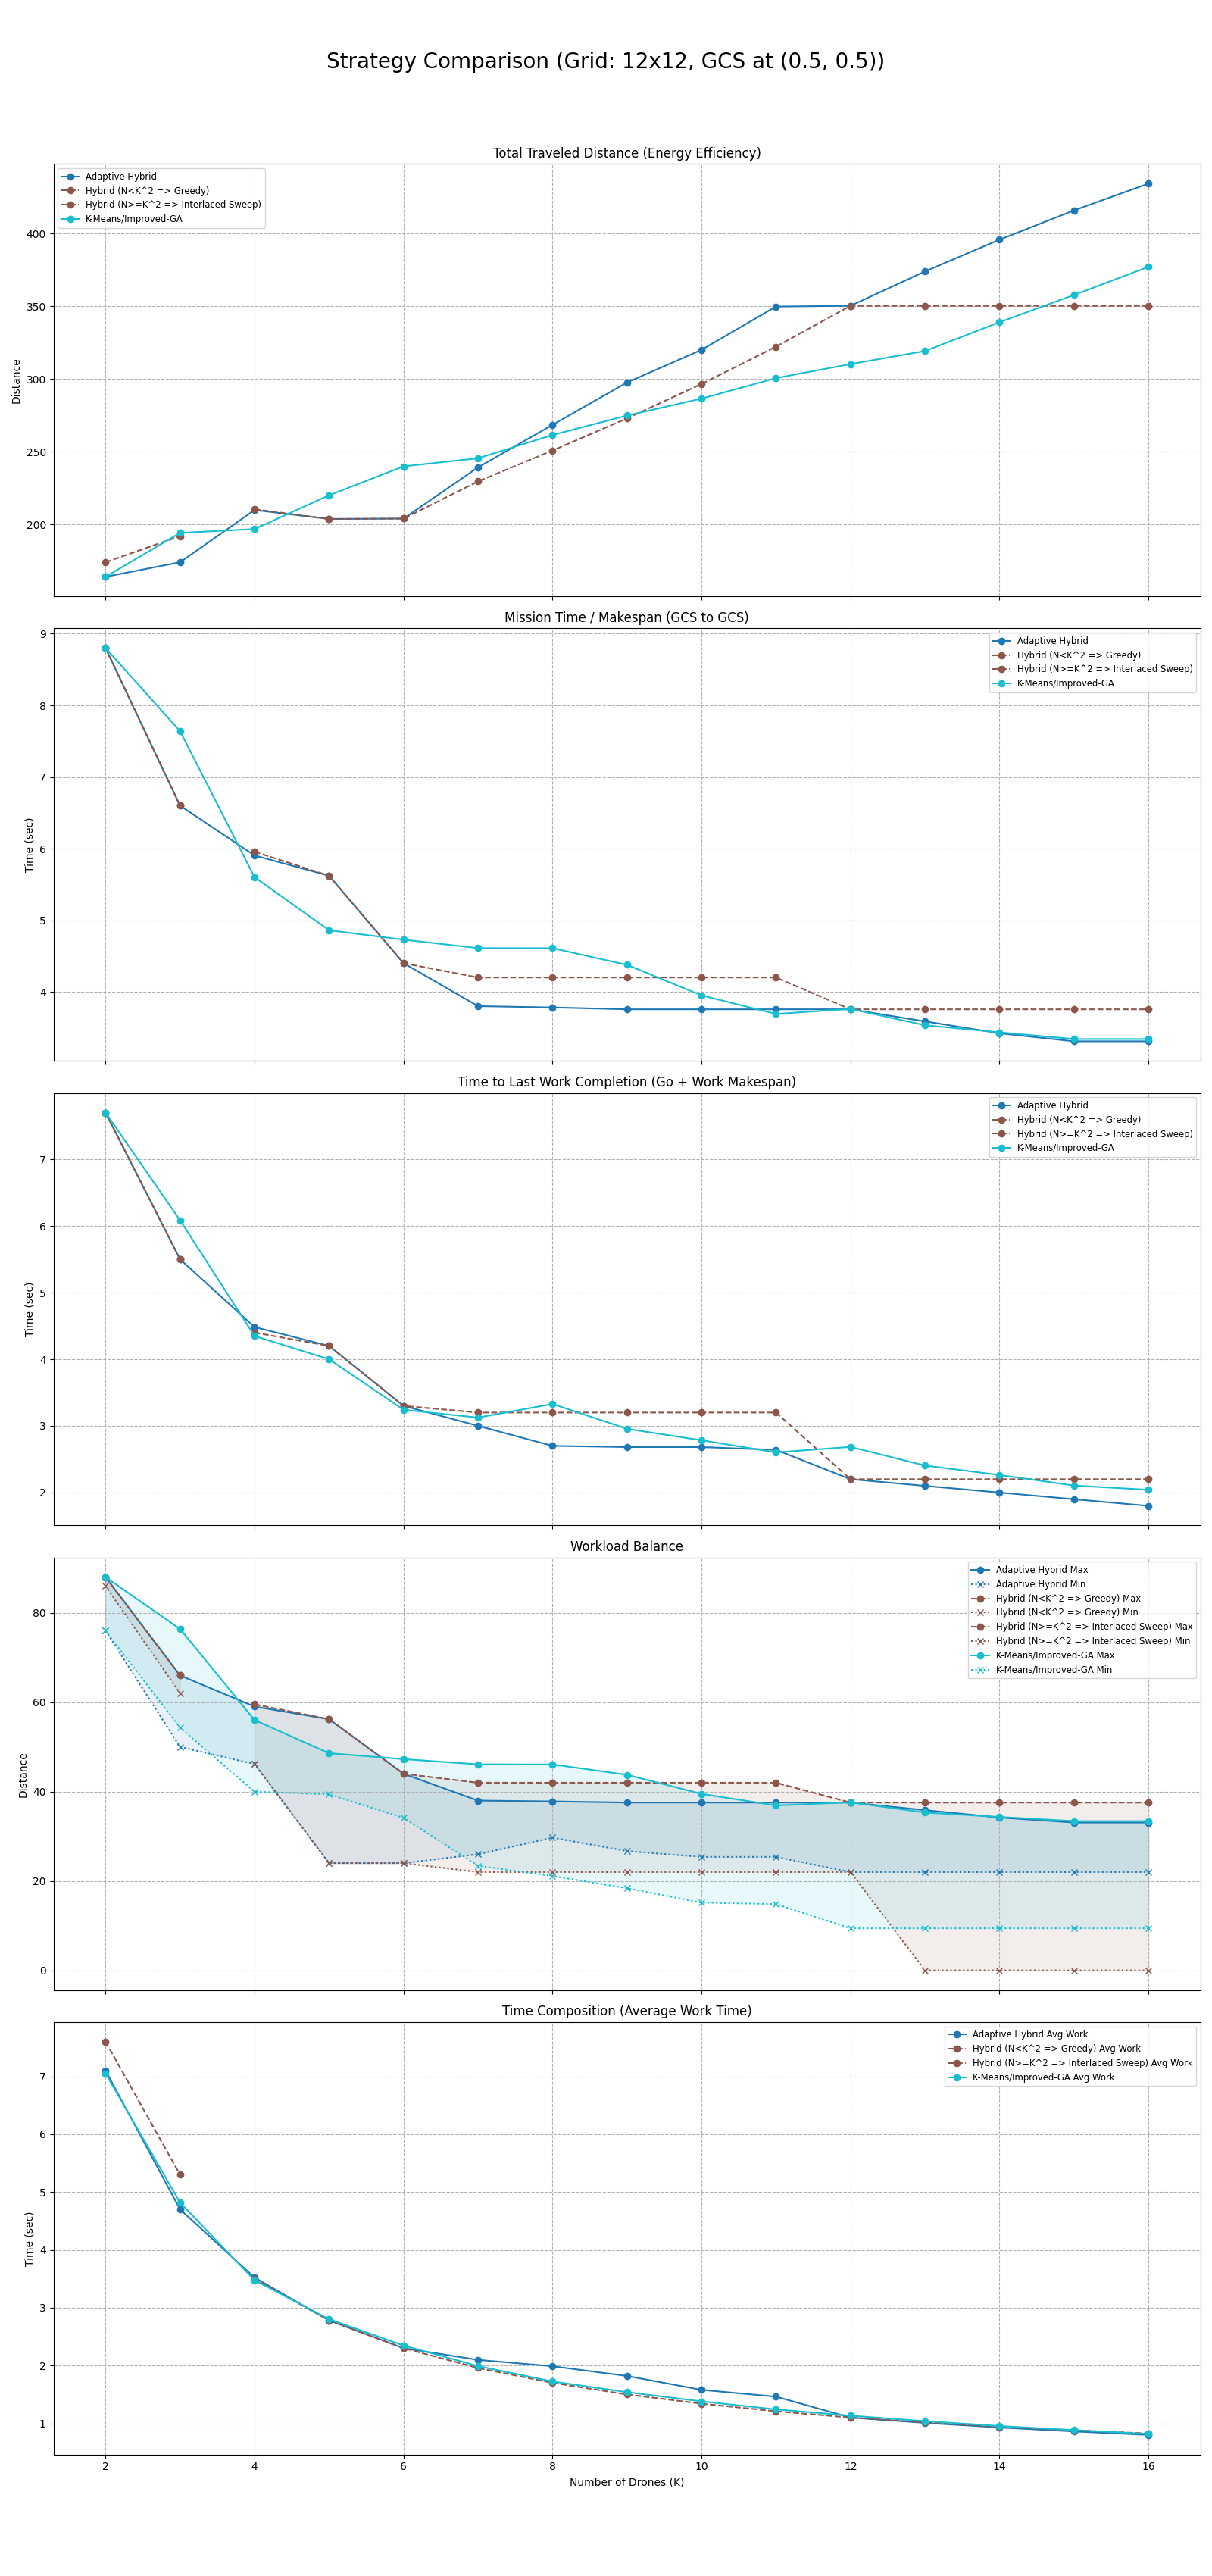 Strategy Comparison (Grid: 12x12, GCS at (0.5, 0.5))
Total Traveled Distance (Energy Efficiency)
Adaptive Hybrid
Hybrid (N<K^2 => Greedy)
Hybrid (N>=K^2 => Interlaced Sweep)
K-Means/Improved-GA
400
350
300
250
200
Distance
Mission Time / Makespan (GCS to GCS)
Adaptive Hybrid
Hybrid (N<K^2 => Greedy)
Hybrid (N>=K^2 => Interlaced Sweep)
K-Means/Improved-GA
9
8
7
6
5
4
Time (sec)
Time to Last Work Completion (Go + Work Makespan)
Adaptive Hybrid
Hybrid (N<K^2 => Greedy)
Hybrid (N>=K^2 => Interlaced Sweep)
K-Means/Improved-GA
7
6
5
4
3
2
Time (sec)
Workload Balance
Adaptive Hybrid Max
Adaptive Hybrid Min
Hybrid (N<K^2 => Greedy) Max
Hybrid (N<K^2 => Greedy) Min
Hybrid (N>=K^2 => Interlaced Sweep) Max
Hybrid (N>=K^2 => Interlaced Sweep) Min
K-Means/Improved-GA Max
K-Means/Improved-GA Min
80
60
40
20
0
Distance
Time Composition (Average Work Time)
Adaptive Hybrid Avg Work
Hybrid (N<K^2 => Greedy) Avg Work
Hybrid (N>=K^2 => Interlaced Sweep) Avg Work
K-Means/Improved-GA Avg Work
7
6
5
4
3
2
1
Time (sec)
2 4 6 8 10 12 14 16
Number of Drones (K)